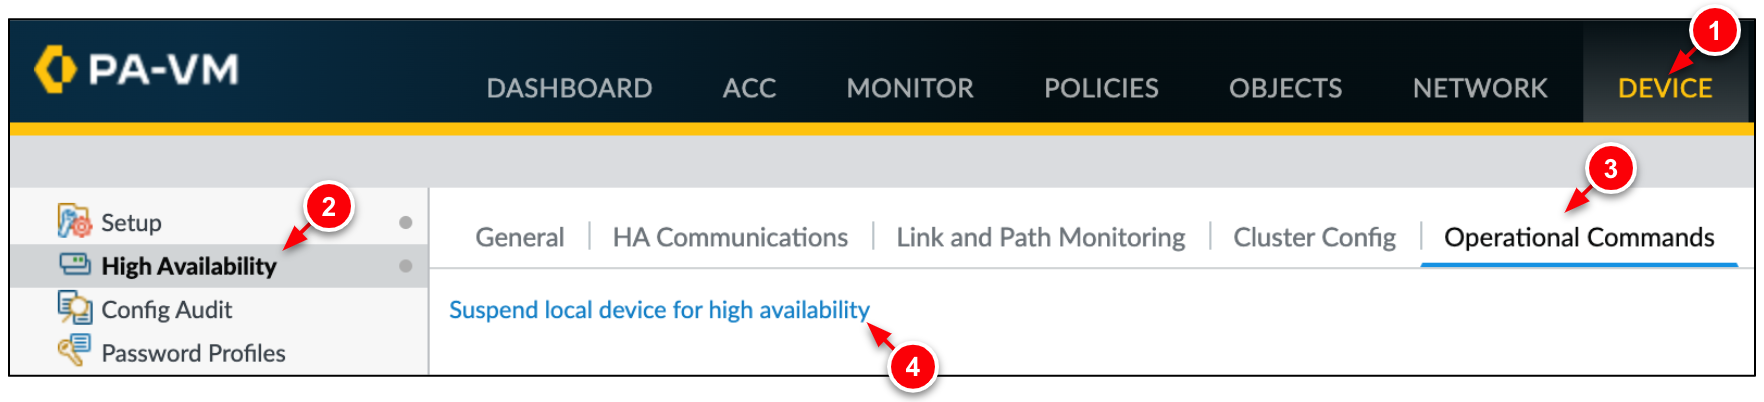 1
PA-VM
DASHBOARD ACC MONITOR POLICIES OBJECTS NETWORK DEVICE
3
2
Setup
General HA Communications Link and Path Monitoring Cluster Config Operational Commands
High Availability
Config Audit
Suspend local device for high availability
Password Profiles
4